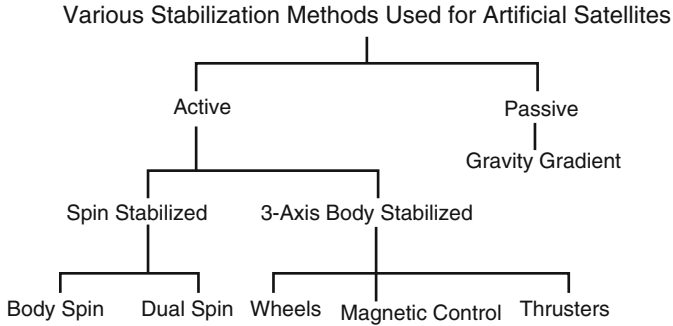 Various Stabilization Methods Used for Artificial Satellites
Active
Passive
Gravity Gradient
Spin Stabilized
3-Axis Body Stabilized
Body Spin
Dual Spin
Wheels
Magnetic Control
Thrusters